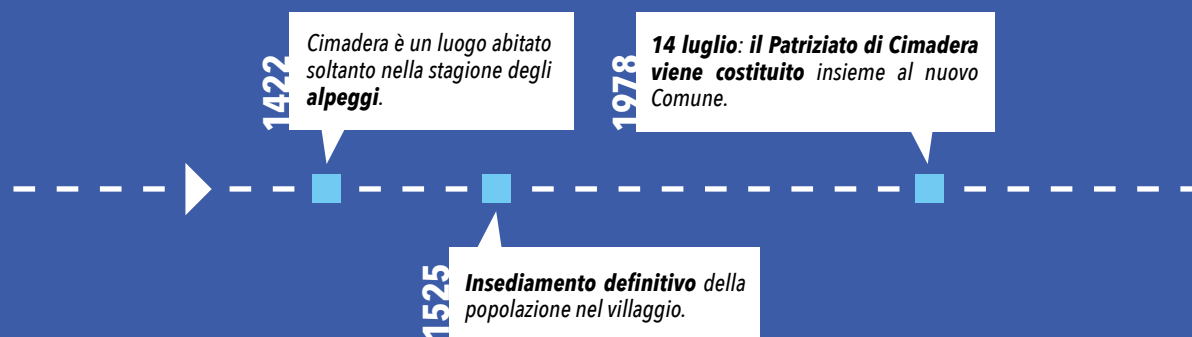 1422
Cimadera è un luogo abitato
soltanto nella stagione degli
alpeggi.
1525
Insediamento definitivo della
popolazione nel villaggio.
1978
14 luglio: il Patriziato di Cimadera
viene costituito insieme al nuovo
Comune.